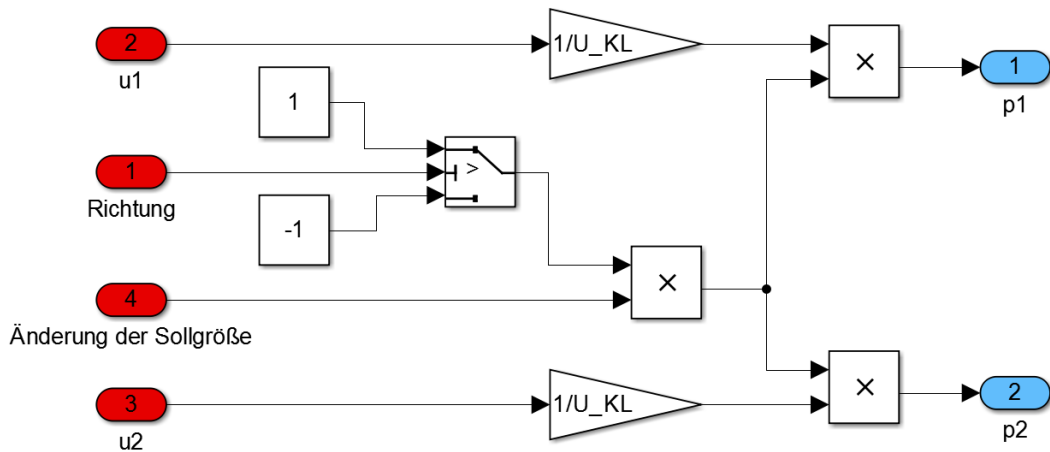 2
u1
1/U_KL
×
1
p1
1
>
1
Richtung
-1
×
4
Änderung der Sollgröße
3
u2
1/U_KL
×
2
p2